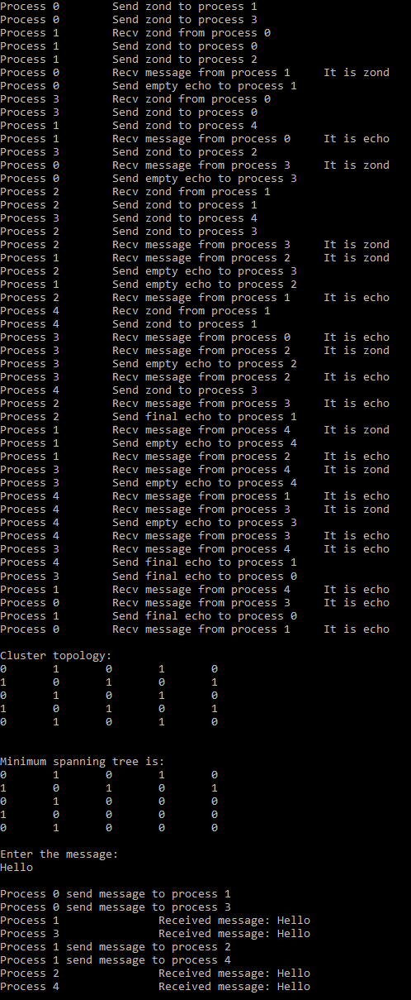 Process 0 Send zond to process 1
Process 0 Send zond to process 3
Process 1 Recv zond from process 0
Process 1 Send zond to process 0
Process 1 Send zond to process 2
Process 0 Recv message from process 1 It is zond
Process 0 Send empty echo to process 1
Process 3 Recv zond from process 0
Process 3 Send zond to process 0
Process 1 Send zond to process 4
Process 1 Recv message from process 0 It is echo
Process 3 Send zond to process 2
Process 0 Recv message from process 3 It is zond
Process 0 Send empty echo to process 3
Process 2 Recv zond from process 1
Process 2 Send zond to process 1
Process 3 Send zond to process 4
Process 2 Send zond to process 3
Process 2 Recv message from process 3 It is zond
Process 1 Recv message from process 2 It is zond
Process 2 Send empty echo to process 3
Process 1 Send empty echo to process 2
Process 2 Recv message from process 1 It is echo
Process 4 Recv zond from process 1
Process 4 Send zond to process 1
Process 3 Recv message from process 0 It is echo
Process 3 Recv message from process 2 It is zond
Process 3 Send empty echo to process 2
Process 3 Recv message from process 2 It is echo
Process 4 Send zond to process 3
Process 2 Recv message from process 3 It is echo
Process 2 Send final echo to process 1
Process 1 Recv message from process 4 It is zond
Process 1 Send empty echo to process 4
Process 1 Recv message from process 2 It is echo
Process 3 Recv message from process 4 It is zond
Process 3 Send empty echo to process 4
Process 4 Recv message from process 1 It is echo
Process 4 Recv message from process 3 It is zond
Process 4 Send empty echo to process 3
Process 4 Recv message from process 3 It is echo
Process 3 Recv message from process 4 It is echo
Process 4 Send final echo to process 1
Process 3 Send final echo to process 0
Process 1 Recv message from process 4 It is echo
Process 0 Recv message from process 3 It is echo
Process 1 Send final echo to process 0
Process 0 Recv message from process 1 It is echo
Cluster topology:
0 1 0 1 0
1 0 1 0 1
0 1 0 1 0
1 0 1 0 1
0 1 0 1 0
Minimum spanning tree is:
0 1 0 1 0
1 0 1 0 1
0 1 0 0 0
1 0 0 0 0
0 1 0 0 0
Enter the message:
Hello
Process 0 send message to process 1
Process 0 send message to process 3
Process 1 Received message: Hello
Process 3 Received message: Hello
Process 1 send message to process 2
Process 1 send message to process 4
Process 2 Received message: Hello
Process 4 Received message: Hello